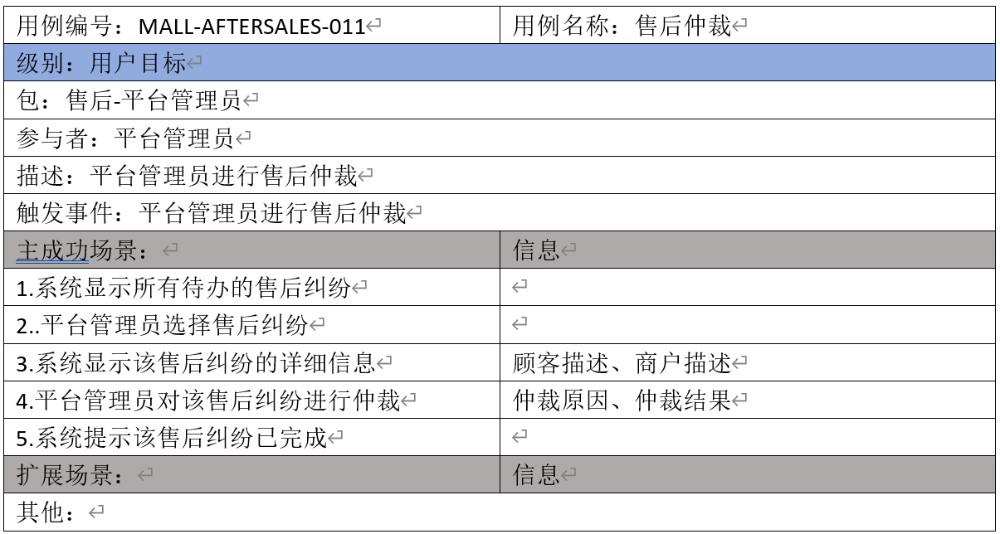 用例编号：MALL-AFTERSALES-011 用例名称：售后仲裁
级别：用户目标
包：售后-平台管理员
参与者：平台管理员
描述：平台管理员进行售后仲裁
触发事件：平台管理员进行售后仲裁
主成功场景： 信息
1.系统显示所有待办的售后纠纷
2..平台管理员选择售后纠纷
3.系统显示该售后纠纷的详细信息 顾客描述、商户描述
4.平台管理员对该售后纠纷进行仲裁 仲裁原因、仲裁结果
5.系统提示该售后纠纷已完成
扩展场景： 信息
其他：